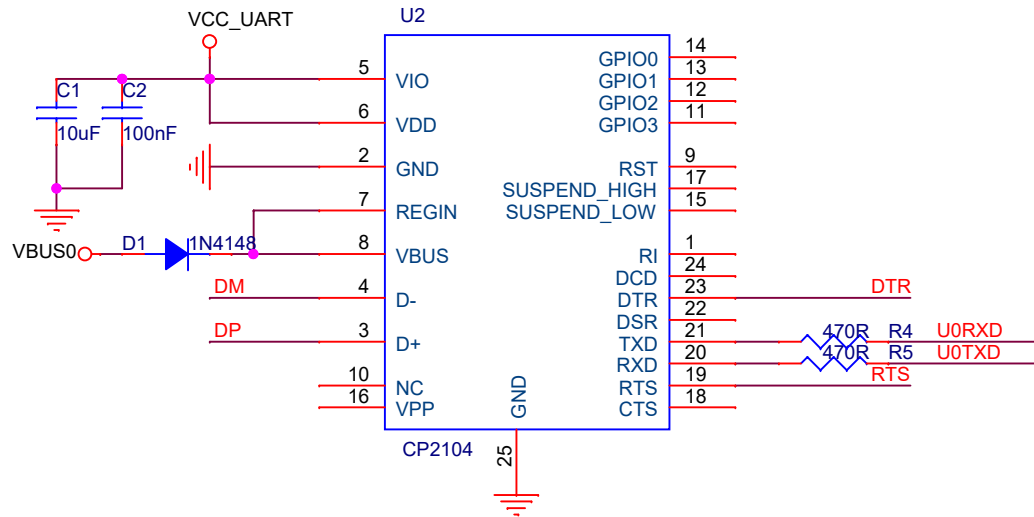 U2
VCC_UART
5 VIO
C1 C2
10uF 100nF
6 VDD
2 GND
7 REGIN
VBUS0 D1 1N4148 8 VBUS
DM 4 D-
DP 3 D+
10 NC
16 VPP
GPIO0 14
GPIO1 13
GPIO2 12
GPIO3 11
RST 9
SUSPEND_HIGH 17
SUSPEND_LOW 15
RI 1
DCD 24
DTR 23 DTR
DSR 22
TXD 21 470R R4 U0RXD
RXD 20 470R R5 U0TXD
RTS 19 RTS
CTS 18
GND
25
CP2104